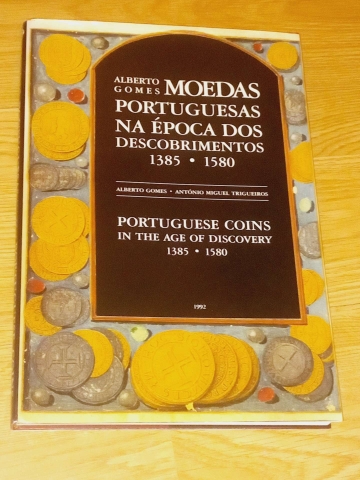 ALBERTO
GOMES MOEDAS
PORTUGUESAS
NA ÉPOCA DOS
DESCOBRIMENTOS
1385 • 1580
ALBERTO GOMES • ANTÓNIO MIGUEL TRIGUEIROS
PORTUGUESE COINS
IN THE AGE OF DISCOVERY
1385 • 1580
1992